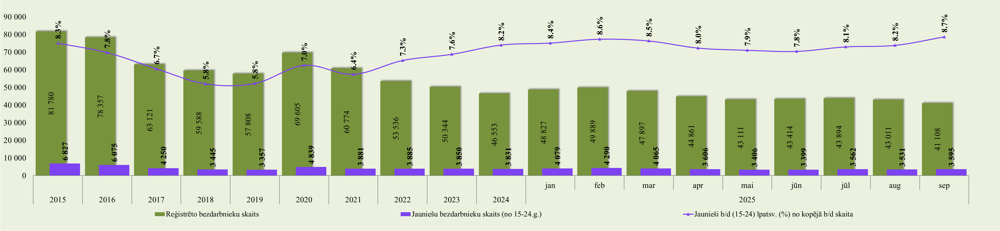 90 000
80 000
70 000
60 000
50 000
40 000
30 000
20 000
10 000
0
8.3% 7.8% 6.7% 5.8% 5.8% 7.0% 6.4% 7.3% 7.6% 8.2% 8.4% 8.6% 8.5% 8.0% 7.9% 7.8% 8.1% 8.2% 8.7%
81 780 78 357 63 121 59 588 57 808 69 605 60 774 53 536 50 344 46 553 48 827 49 889 47 897 44 861 43 111 43 414 43 894 43 011 41 108
6 827 6 075 4 250 3 445 3 357 4 839 3 881 3 885 3 850 3 831 4 079 4 290 4 065 3 606 3 406 3 399 3 562 3 531 3 595
jan feb mar apr mai jūn jūl aug sep
2015 2016 2017 2018 2019 2020 2021 2022 2023 2024 2025
Reģistrēto bezdarbnieku skaits Jauniešu bezdarbnieku skaits (no 15-24.g.) Jaunieši b/d (15-24) īpatsv. (%) no kopējā b/d skaita